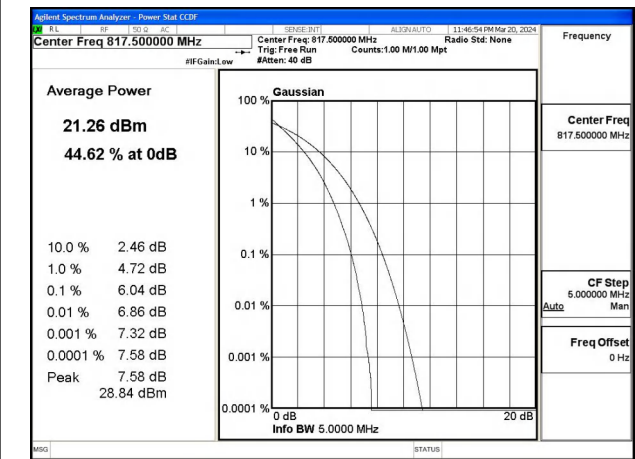 Agilent Spectrum Analyzer - Power Stat CCDF
RL RF 50 Ω AC SENSE:INT ALIGN AUTO 11:46:54 PM Mar 20, 2024
Center Freq 817.500000 MHz
Center Freq: 817.500000 MHz Radio Std: None
Trig: Free Run Counts:1.00 M/1.00 Mpt
#IFGain:Low #Atten: 40 dB
Average Power
21.26 dBm
44.62 % at 0dB
10.0 % 2.46 dB
1.0 % 4.72 dB
0.1 % 6.04 dB
0.01 % 6.86 dB
0.001 % 7.32 dB
0.0001 % 7.58 dB
Peak 7.58 dB
28.84 dBm
Gaussian
100 %
10 %
1 %
0.1 %
0.01 %
0.001 %
0.0001 %
0 dB 20 dB
Info BW 5.0000 MHz
Frequency
Center Freq
817.500000 MHz
CF Step
5.000000 MHz
Auto Man
Freq Offset
0 Hz
MSG STATUS